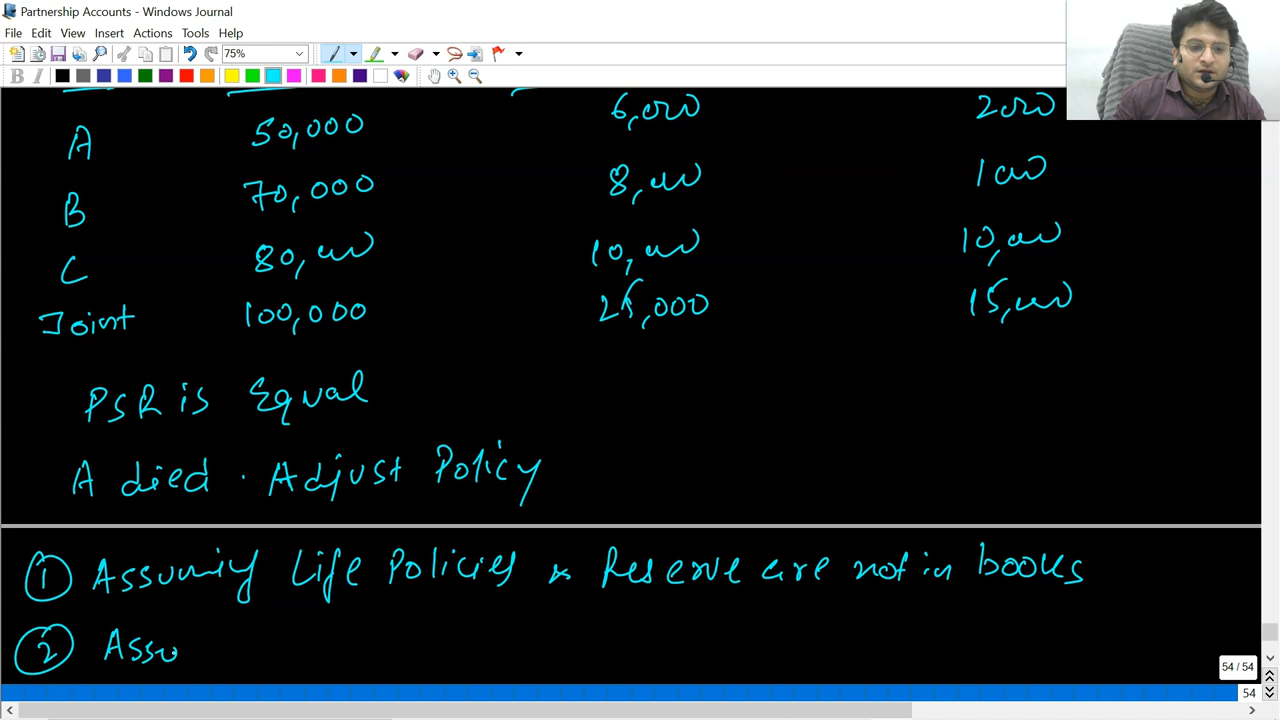 Partnership Accounts - Windows Journal
File Edit View Insert Actions Tools Help
75%
B I
A 50,000 6,000 2000
B 70,000 8,000 1000
C 80,000 10,000 10,000
Joint 100,000 25,000 15,000
PSR is Equal
A died . Adjust Policy
① Assuming Life Policies & Reserve are not in books
② Assu
54 / 54
54